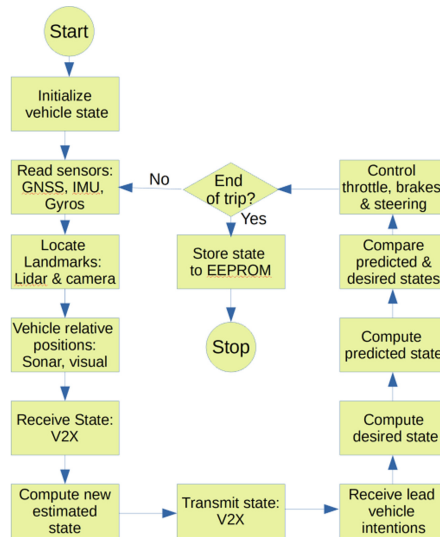 Start
Initialize
vehicle state
Read sensors:
GNSS, IMU,
Gyros
Locate
Landmarks:
Lidar & camera
Vehicle relative
positions:
Sonar, visual
Receive State:
V2X
Compute new
estimated
state
Transmit state:
V2X
Receive lead
vehicle
intentions
Compute
desired state
Compute
predicted state
Compare
predicted &
desired states
Control
throttle, brakes
& steering
End
of trip?
No
Yes
Store state
to EEPROM
Stop